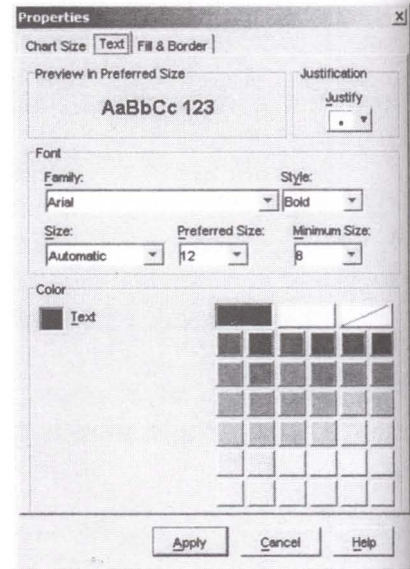 Properties X
Chart Size Text Fill & Border
Preview in Preferred Size
AaBbCc 123
Justification
Justify
Font
Family: Style:
Arial Bold
Size: Preferred Size: Minimum Size:
Automatic 12 8
Color
Text
Apply Cancel Help